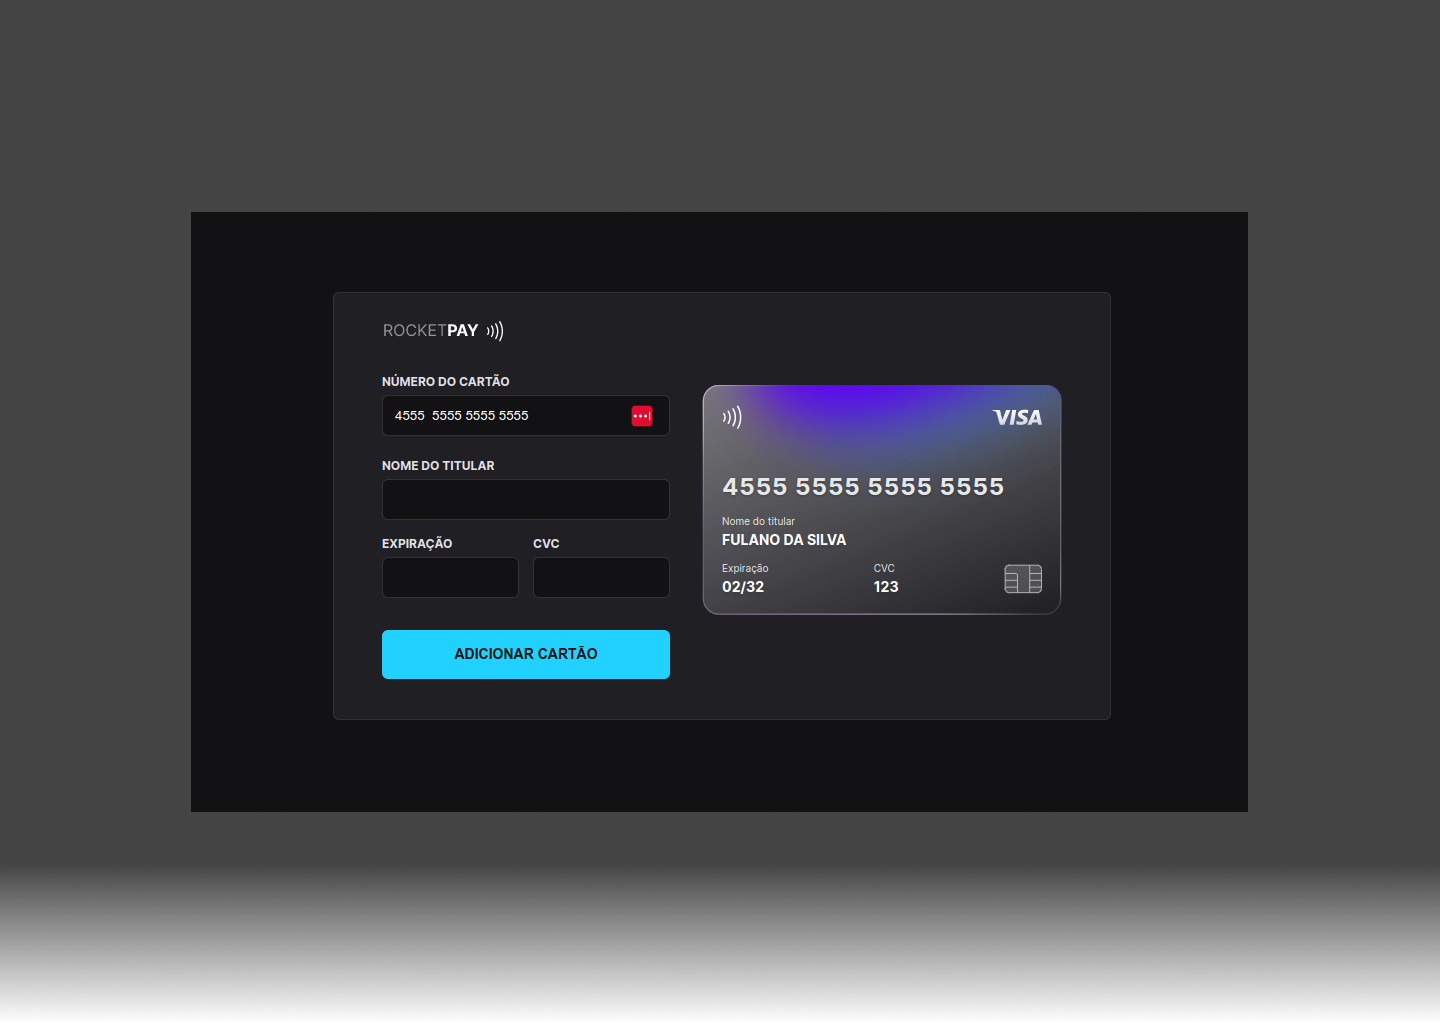 ROCKETPAY
NÚMERO DO CARTÃO
4555 5555 5555 5555
NOME DO TITULAR
EXPIRAÇÃO CVC
ADICIONAR CARTÃO
VISA
4555 5555 5555 5555
Nome do titular
FULANO DA SILVA
Expiração CVC
02/32 123